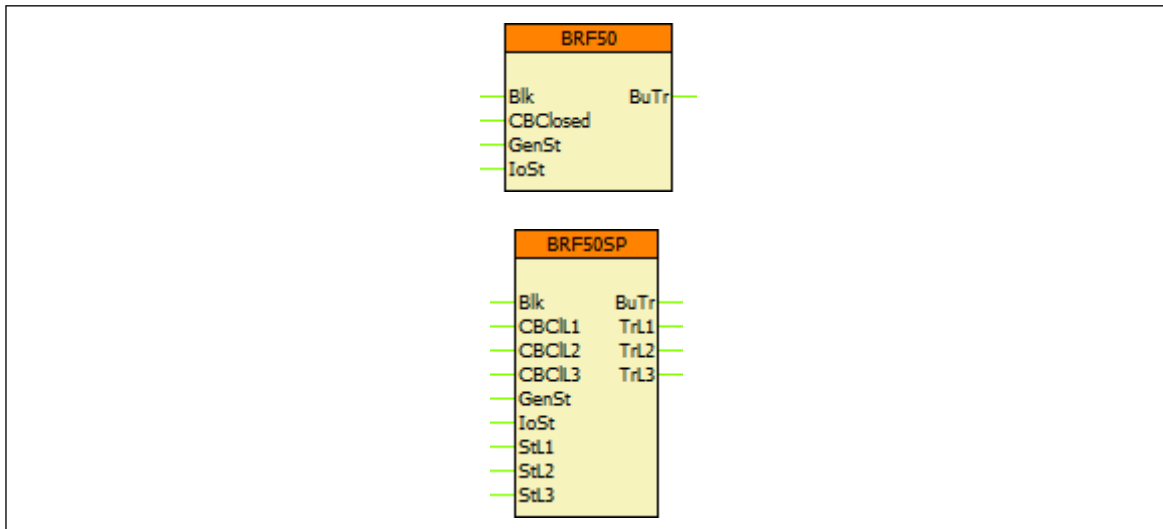 BRF50
Blk BuTr
CBClosed
GenSt
IoSt
BRF50SP
Blk BuTr
CBClL1 TrL1
CBClL2 TrL2
CBClL3 TrL3
GenSt
IoSt
StL1
StL2
StL3